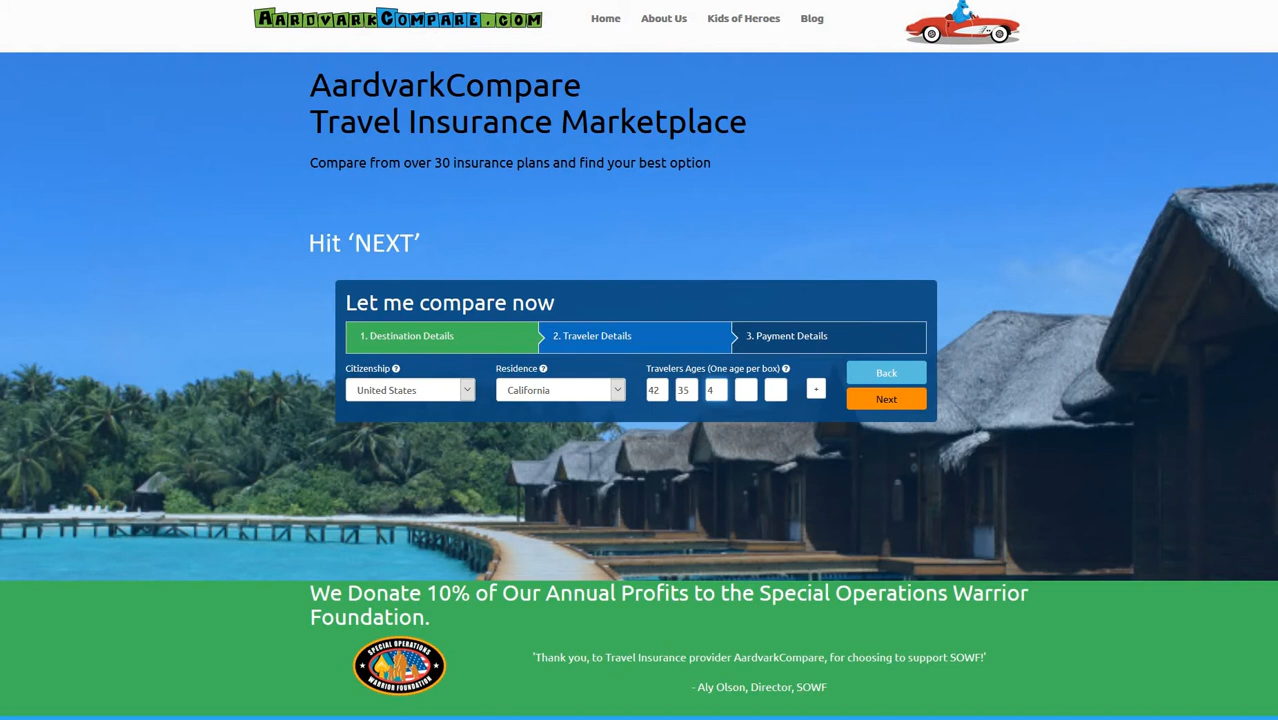 AARDVARKCOMPARE.COM
Home About Us Kids of Heroes Blog
AardvarkCompare
Travel Insurance Marketplace
Compare from over 30 insurance plans and find your best option
Hit ‘NEXT’
Let me compare now
1. Destination Details 2. Traveler Details 3. Payment Details
Citizenship ? Residence ? Travelers Ages (One age per box) ? Back
United States California 42 35 4 + Next
We Donate 10% of Our Annual Profits to the Special Operations Warrior
Foundation.
SPECIAL OPERATIONS
WARRIOR FOUNDATION
'Thank you, to Travel Insurance provider AardvarkCompare, for choosing to support SOWF!'
- Aly Olson, Director, SOWF